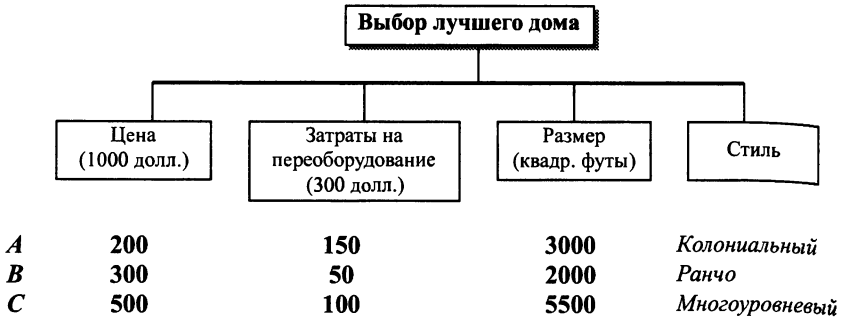 Выбор лучшего дома
Цена
(1000 долл.)
Затраты на
переоборудование
(300 долл.)
Размер
(квадр. футы)
Стиль
A 200 150 3000 Колониальный
B 300 50 2000 Ранчо
C 500 100 5500 Многоуровневый